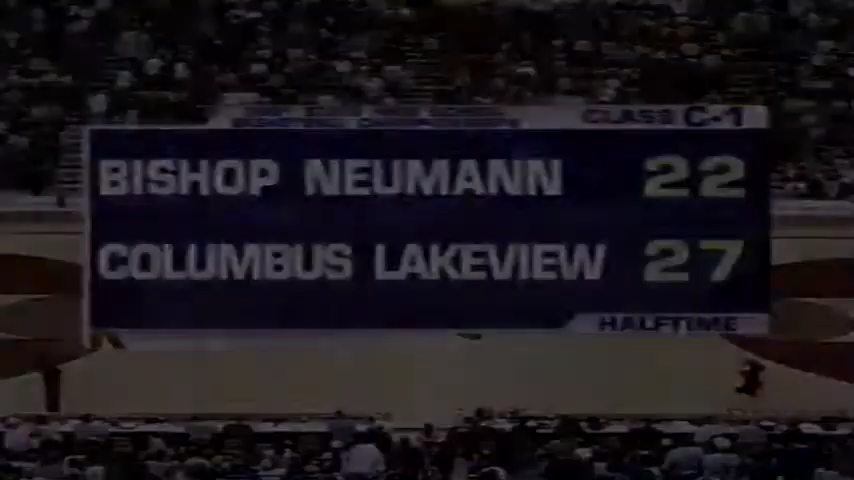 CLASS C-1
BISHOP NEUMANN 22
COLUMBUS LAKEVIEW 27
HALFTIME